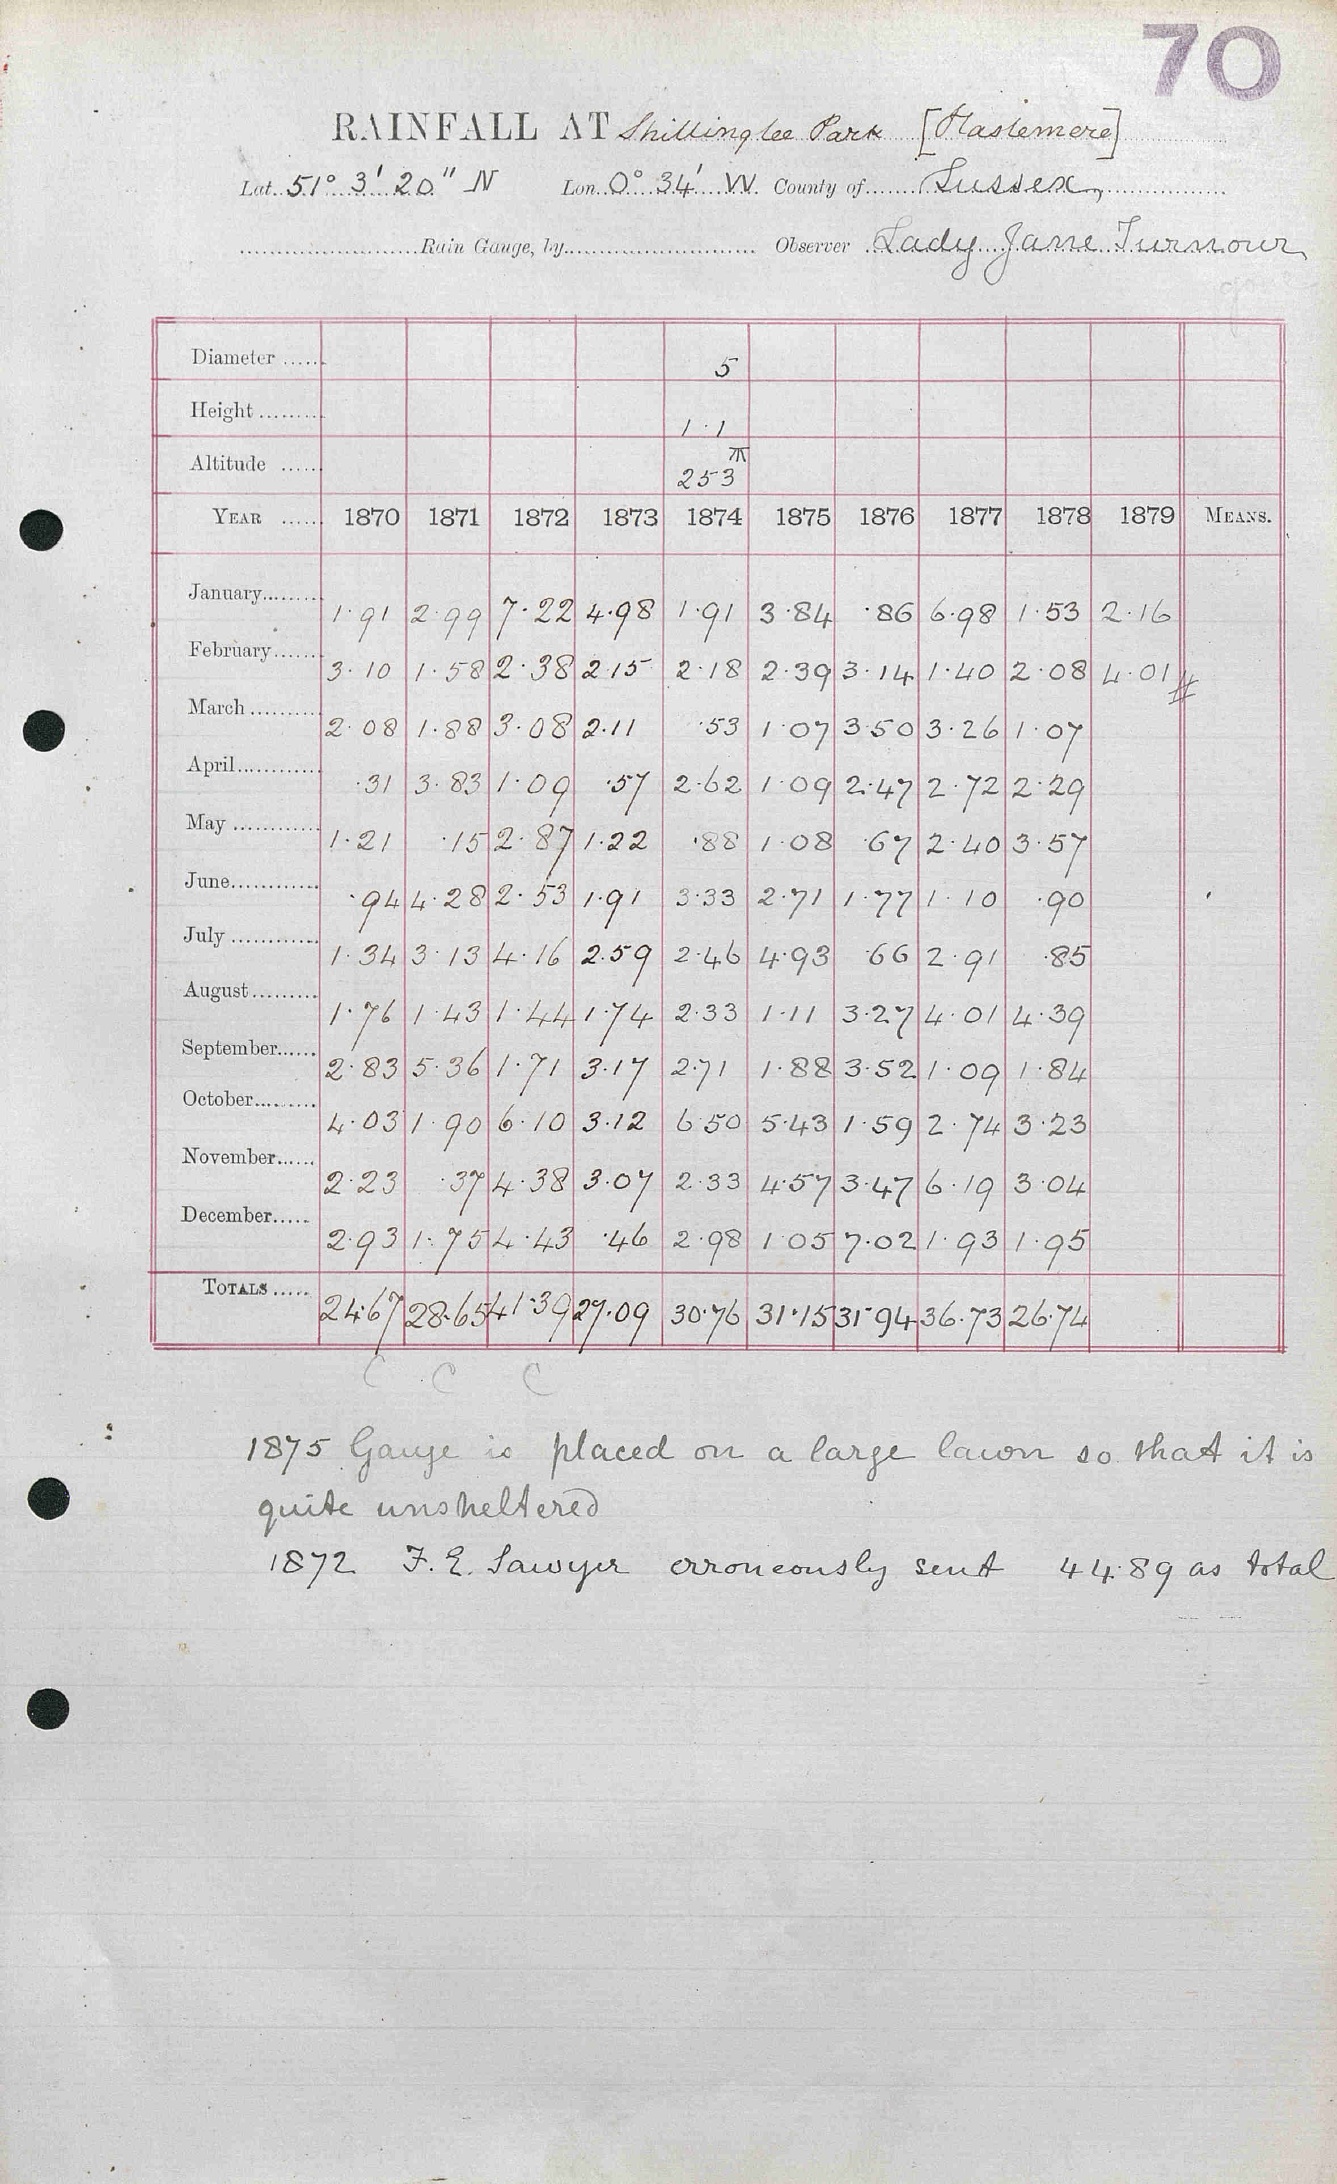 70
RAINFALL AT Shillinglee Park [Haslemere]
Lat. 51° 3' 20" N Lon. 0° 34' W. County of Sussex
Rain Gauge, by Observer Lady Jane Turnour
Diameter 5
Height 1·1
Altitude 253
YEAR 1870 1871 1872 1873 1874 1875 1876 1877 1878 1879 MEANS.
January 1·91 2·99 7·22 4·98 1·91 3·84 ·86 6·98 1·53 2·16
February 3·10 1·58 2·38 2·15 2·18 2·39 3·14 1·40 2·08 4·01 #
March 2·08 1·88 3·08 2·11 ·53 1·07 3·50 3·26 1·07
April ·31 3·83 1·09 ·57 2·62 1·09 2·47 2·72 2·29
May 1·21 ·15 2·87 1·22 ·88 1·08 ·67 2·40 3·57
June ·94 4·28 2·53 1·91 3·33 2·71 1·77 1·10 ·90
July 1·34 3·13 4·16 2·59 2·46 4·93 ·66 2·91 ·85
August 1·76 1·43 1·44 1·74 2·33 1·11 3·27 4·01 4·39
September 2·83 5·36 1·71 3·17 2·71 1·88 3·52 1·09 1·84
October 4·03 1·90 6·10 3·12 6·50 5·43 1·59 2·74 3·23
November 2·23 ·37 4·38 3·07 2·33 4·57 3·47 6·19 3·04
December 2·93 1·75 4·43 ·46 2·98 1·05 7·02 1·93 1·95
TOTALS 24·67 28·65 41·39 27·09 30·76 31·15 31·94 36·73 26·74
C C C
1875 Gauge is placed on a large lawn so that it is
quite unsheltered
1872 F. E. Sawyer erroneously sent 44·89 as total